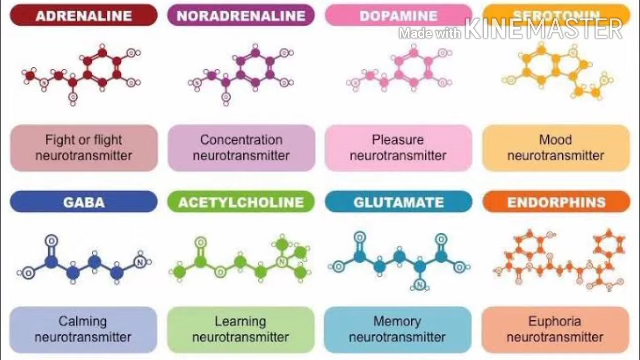 ADRENALINE
NORADRENALINE
DOPAMINE
SEROTONIN
Made with KINEMASTER
Fight or flight
neurotransmitter
Concentration
neurotransmitter
Pleasure
neurotransmitter
Mood
neurotransmitter
GABA
ACETYLCHOLINE
GLUTAMATE
ENDORPHINS
Calming
neurotransmitter
Learning
neurotransmitter
Memory
neurotransmitter
Euphoria
neurotransmitter